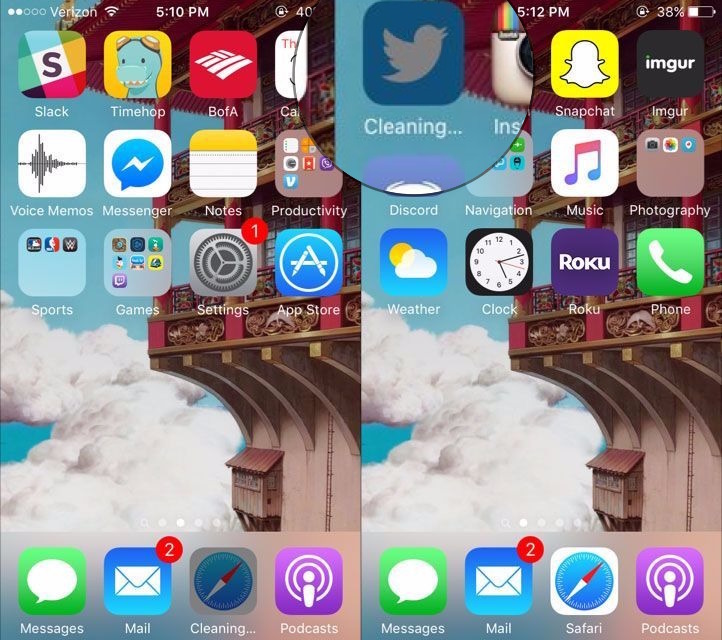 Verizon 5:10 PM 40
5:12 PM 38%
S
Th
imgur
Slack Timehop BofA Ca
Cleaning... Ins
Snapchat Imgur
Voice Memos Messenger Notes Productivity
Discord Navigation Music Photography
1
Roku
Sports Games Settings App Store
Weather Clock Roku Phone
2
2
Messages Mail Cleaning... Podcasts
Messages Mail Safari Podcasts